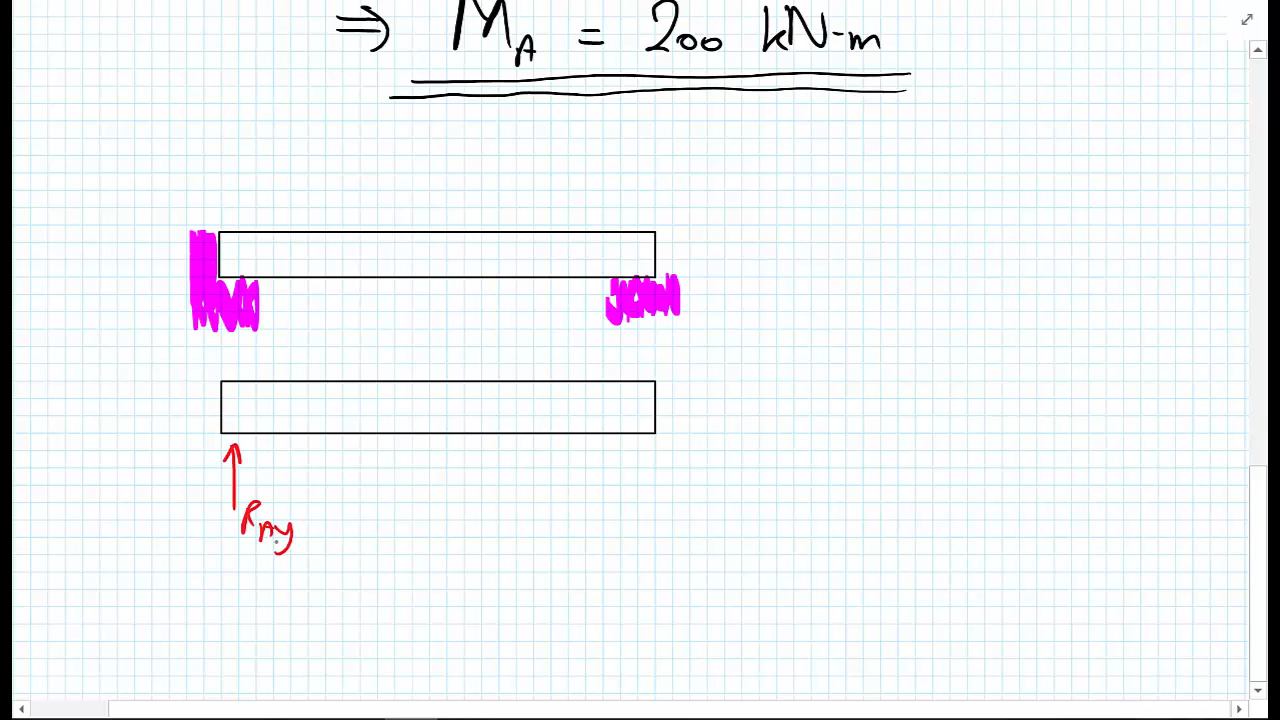 ⇒ M_A = 200 kN-m
R_Ay